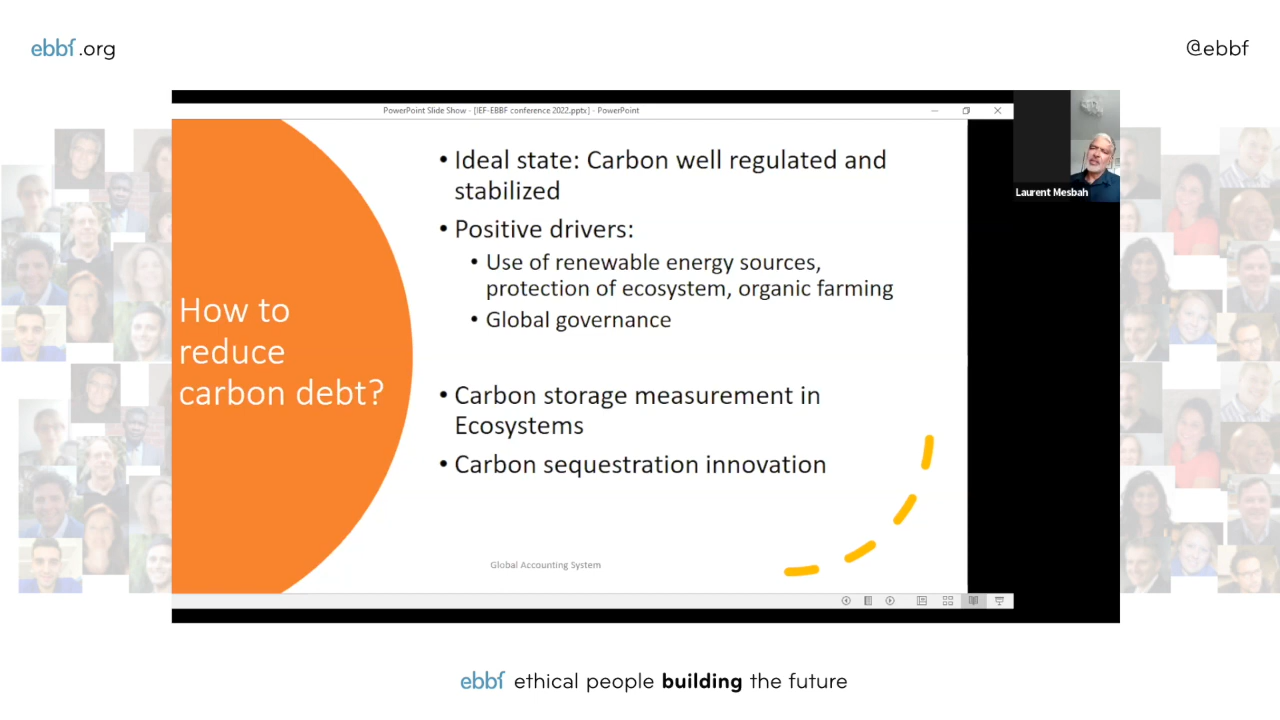 ebbf.org
@ebbf
PowerPoint Slide Show - [IEF-EBBF conference 2022.pptx] - PowerPoint
Laurent Mesbah
How to
reduce
carbon debt?
• Ideal state: Carbon well regulated and
stabilized
• Positive drivers:
• Use of renewable energy sources,
protection of ecosystem, organic farming
• Global governance
• Carbon storage measurement in
Ecosystems
• Carbon sequestration innovation
Global Accounting System
ebbf ethical people building the future